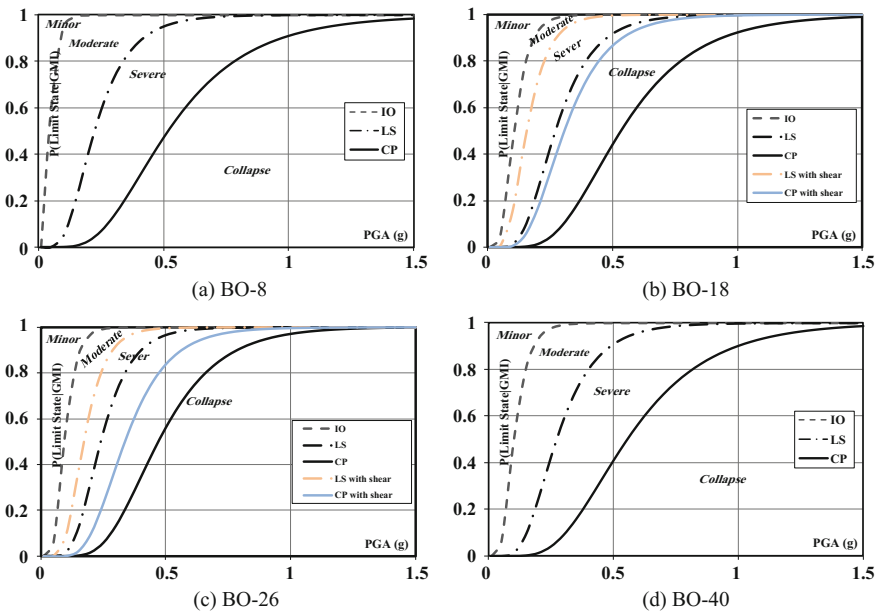 1
0.8
0.6
0.4
0.2
0
0
0.5
1
1.5
P(Limit State|GMI)
PGA (g)
Minor
Moderate
Severe
Collapse
IO
LS
CP
(a) BO-8
1
0.8
0.6
0.4
0.2
0
0
0.5
1
1.5
P(Limit State|GMI)
PGA (g)
Minor
Moderate
Sever
Collapse
IO
LS
CP
LS with shear
CP with shear
(b) BO-18
1
0.8
0.6
0.4
0.2
0
0
0.5
1
1.5
P(Limit State|GMI)
PGA (g)
Minor
Moderate
Sever
Collapse
IO
LS
CP
LS with shear
CP with shear
(c) BO-26
1
0.8
0.6
0.4
0.2
0
0
0.5
1
1.5
P(Limit State|GMI)
PGA (g)
Minor
Moderate
Severe
Collapse
IO
LS
CP
(d) BO-40